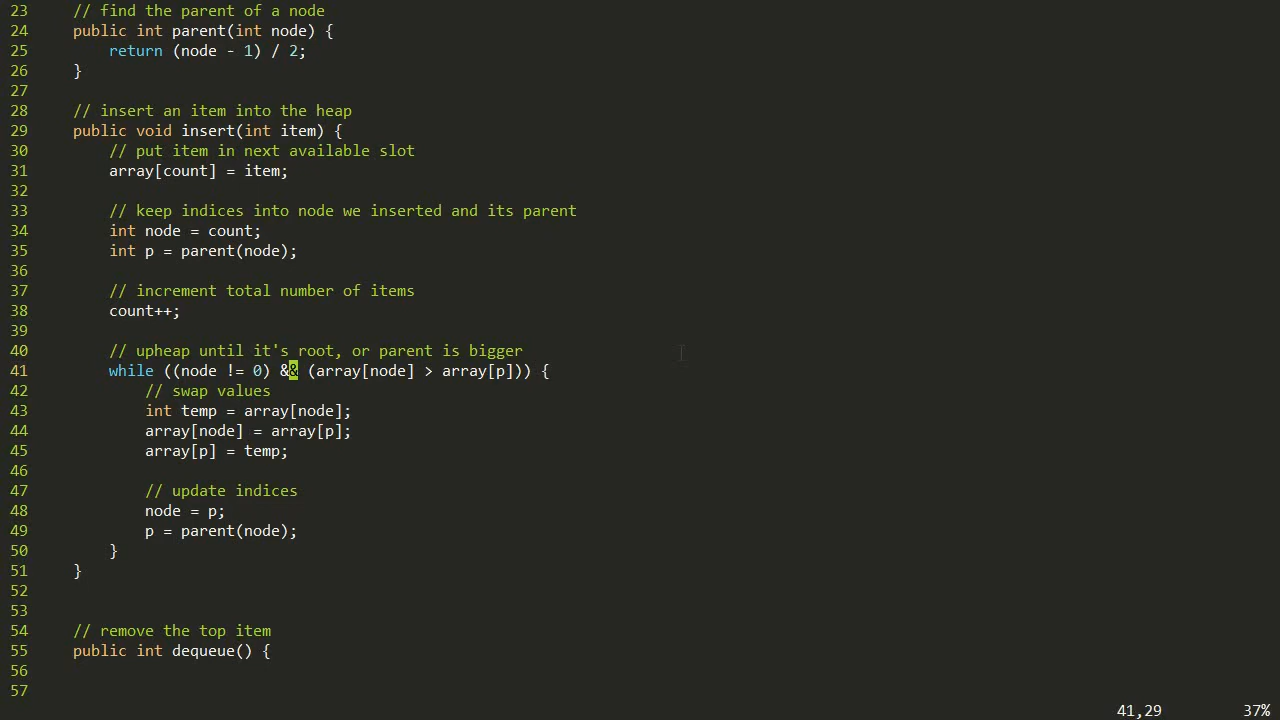 23 // find the parent of a node
24 public int parent(int node) {
25 return (node - 1) / 2;
26 }
27
28 // insert an item into the heap
29 public void insert(int item) {
30 // put item in next available slot
31 array[count] = item;
32
33 // keep indices into node we inserted and its parent
34 int node = count;
35 int p = parent(node);
36
37 // increment total number of items
38 count++;
39
40 // upheap until it's root, or parent is bigger
41 while ((node != 0) && (array[node] > array[p])) {
42 // swap values
43 int temp = array[node];
44 array[node] = array[p];
45 array[p] = temp;
46
47 // update indices
48 node = p;
49 p = parent(node);
50 }
51 }
52
53
54 // remove the top item
55 public int dequeue() {
56
57
41,29 37%